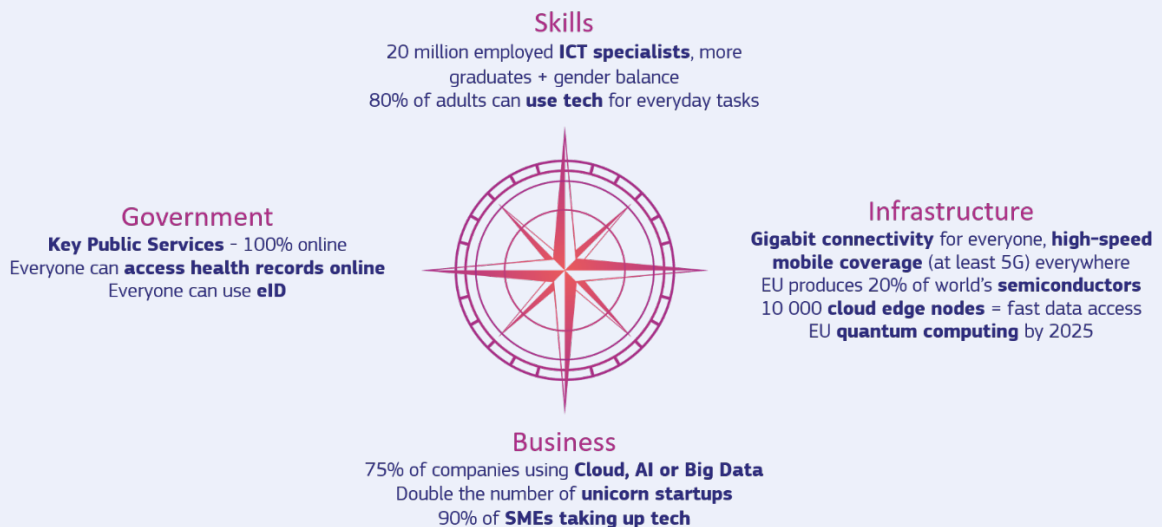 Skills
20 million employed ICT specialists, more
graduates + gender balance
80% of adults can use tech for everyday tasks
Government
Key Public Services - 100% online
Everyone can access health records online
Everyone can use eID
Infrastructure
Gigabit connectivity for everyone, high-speed
mobile coverage (at least 5G) everywhere
EU produces 20% of world's semiconductors
10 000 cloud edge nodes = fast data access
EU quantum computing by 2025
Business
75% of companies using Cloud, AI or Big Data
Double the number of unicorn startups
90% of SMEs taking up tech